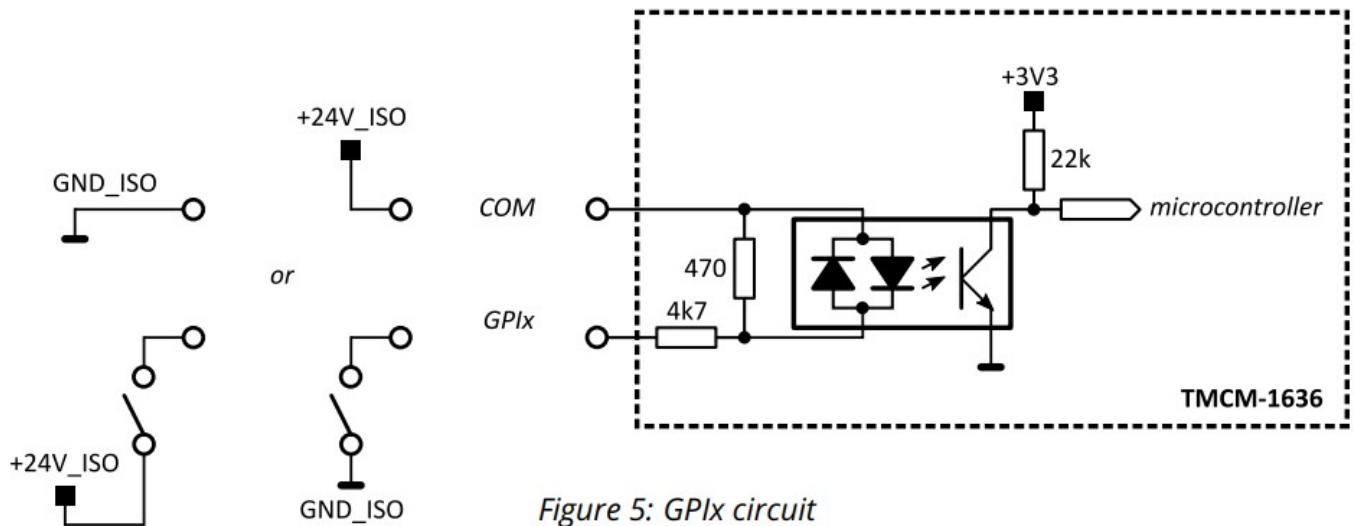 +3V3
+24V_ISO
22k
GND_ISO
COM
microcontroller
or
470
GPIx
4k7
TMCM-1636
+24V_ISO
GND_ISO
Figure 5: GPIx circuit